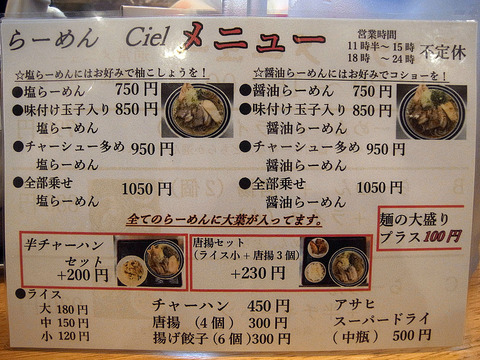 らーめん Ciel メニュー
営業時間
11時半〜15時
18時 〜24時
不定休
☆塩らーめんにはお好みで柚こしょうを！
●塩らーめん 750円
●味付け玉子入り 850円
塩らーめん
●チャーシュー多め 950円
塩らーめん
●全部乗せ 1050円
塩らーめん
☆醤油らーめんにはお好みでコショーを！
●醤油らーめん 750円
●味付け玉子入り 850円
醤油らーめん
●チャーシュー多め 950円
醤油らーめん
●全部乗せ 1050円
醤油らーめん
全てのらーめんに大葉が入ってます。
麺の大盛り
プラス100円
半チャーハン
セット
+200円
唐揚セット
(ライス小+唐揚3個)
+230円
●ライス
大 180円
中 150円
小 120円
チャーハン 450円
唐揚（4個） 300円
揚げ餃子(6個)300円
アサヒ
スーパードライ
(中瓶) 500円